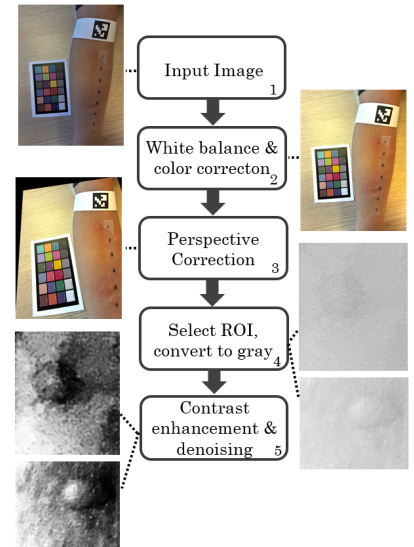 Input Image
1
White balance &
color correcton
2
Perspective
Correction
3
Select ROI,
convert to gray
4
Contrast
enhancement &
denoising
5